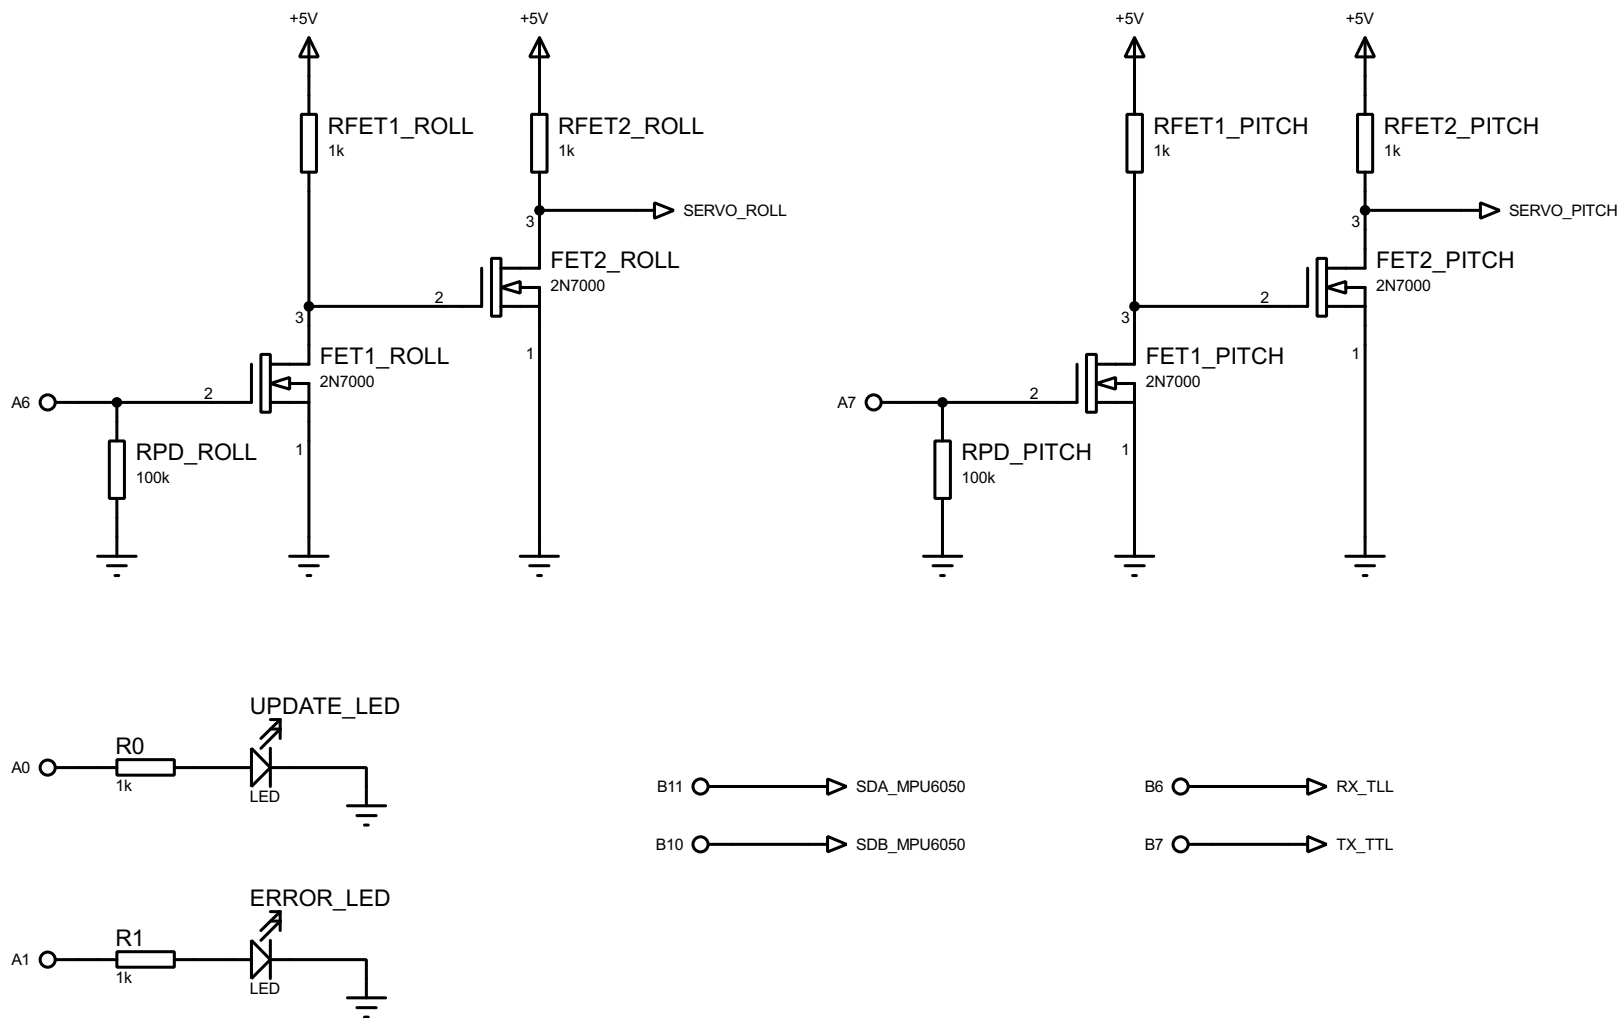 +5V
+5V
+5V
+5V
RFET1_ROLL
1k
RFET2_ROLL
1k
RFET1_PITCH
1k
RFET2_PITCH
1k
3
SERVO_ROLL
3
SERVO_PITCH
FET2_ROLL
2N7000
FET2_PITCH
2N7000
2
3
2
3
1
1
FET1_ROLL
2N7000
FET1_PITCH
2N7000
A6
2
A7
2
RPD_ROLL
100k
1
RPD_PITCH
100k
1
UPDATE_LED
R0
A0
1k
LED
B11
SDA_MPU6050
B6
RX_TLL
B10
SDB_MPU6050
B7
TX_TTL
ERROR_LED
R1
A1
1k
LED